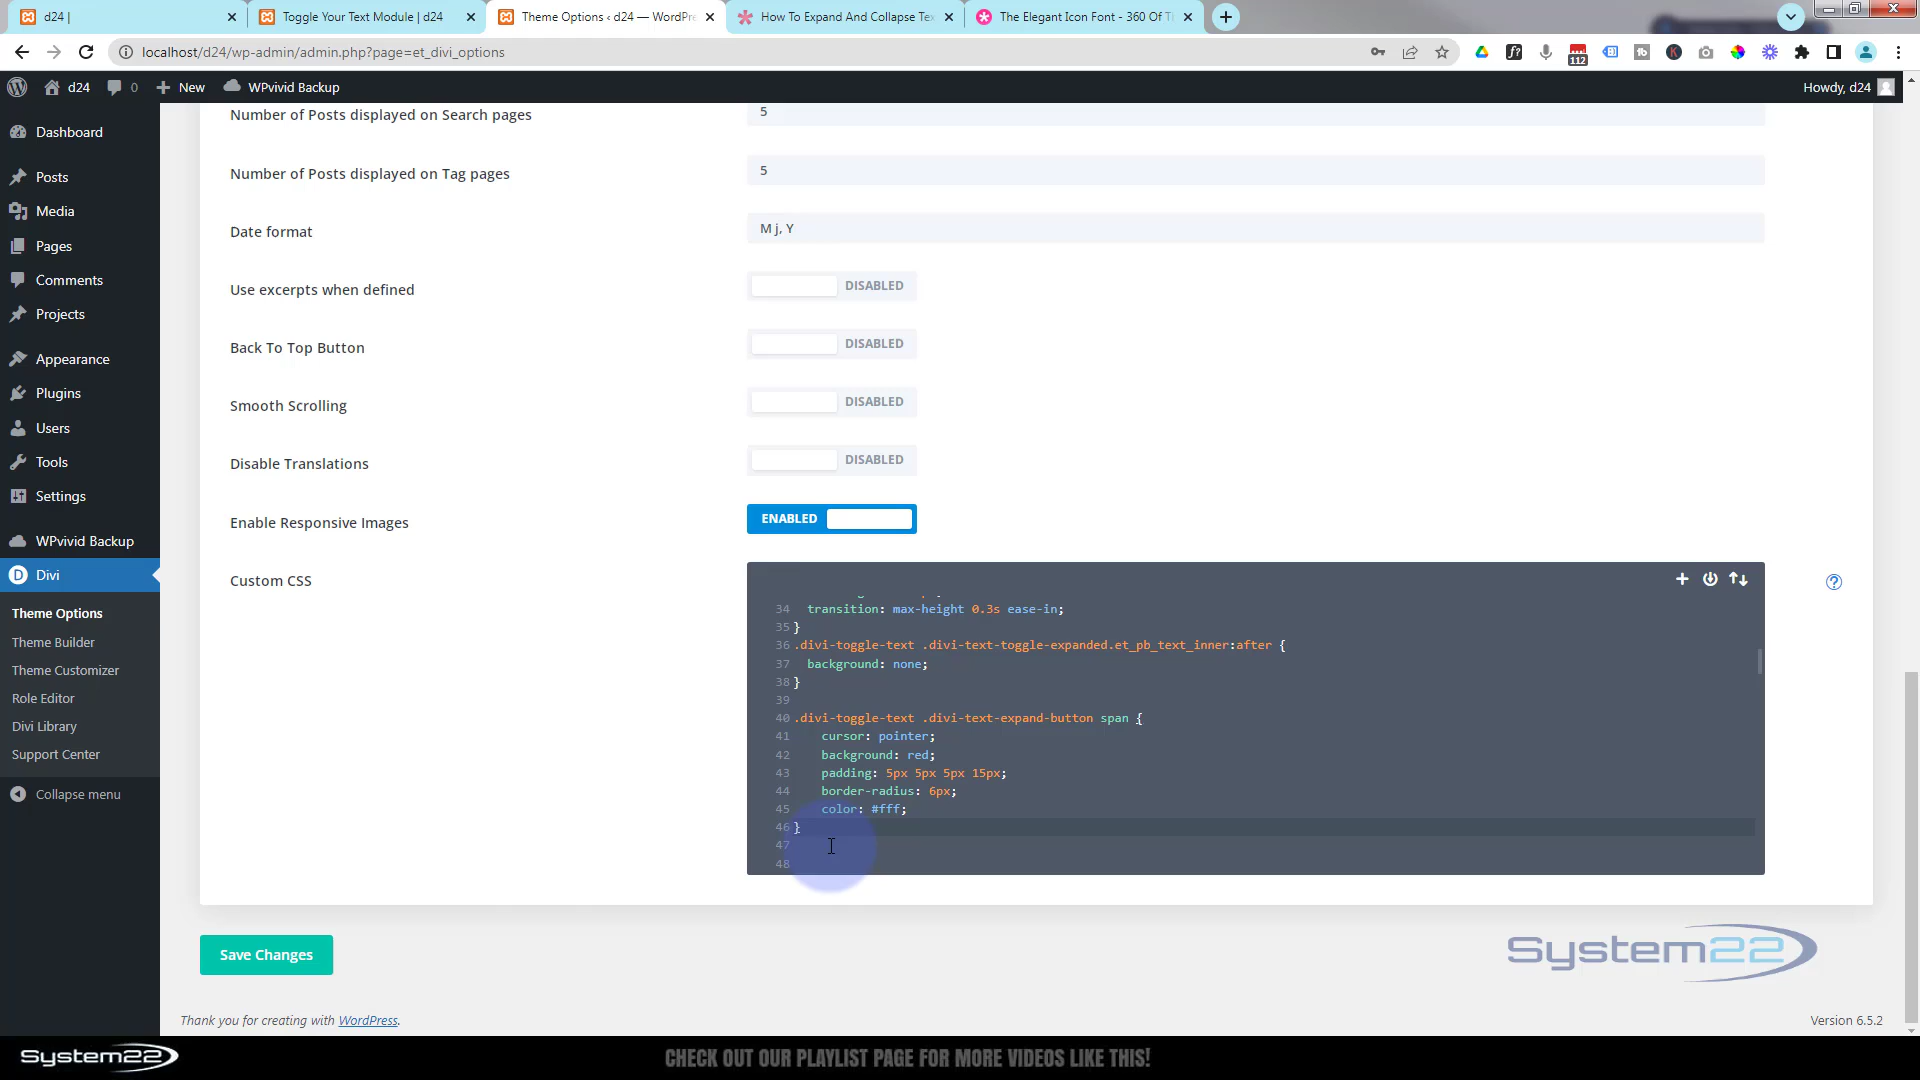 d24 |
Toggle Your Text Module | d24
Theme Options ‹ d24 — WordPre
How To Expand And Collapse Tex
The Elegant Icon Font - 360 Of Ti
localhost/d24/wp-admin/admin.php?page=et_divi_options
112
d24
0
New
WPvivid Backup
Howdy, d24
Dashboard
Posts
Media
Pages
Comments
Projects
Appearance
Plugins
Users
Tools
Settings
WPvivid Backup
Divi
Theme Options
Theme Builder
Theme Customizer
Role Editor
Divi Library
Support Center
Collapse menu
Number of Posts displayed on Search pages
5
Number of Posts displayed on Tag pages
5
Date format
M j, Y
Use excerpts when defined
DISABLED
Back To Top Button
DISABLED
Smooth Scrolling
DISABLED
Disable Translations
DISABLED
Enable Responsive Images
ENABLED
Custom CSS
34 transition: max-height 0.3s ease-in;
35 }
36 .divi-toggle-text .divi-text-toggle-expanded.et_pb_text_inner:after {
37 background: none;
38 }
39
40 .divi-toggle-text .divi-text-expand-button span {
41 cursor: pointer;
42 background: red;
43 padding: 5px 5px 5px 15px;
44 border-radius: 6px;
45 color: #fff;
46 }
47
48
Save Changes
System22
Thank you for creating with WordPress.
Version 6.5.2
System22
CHECK OUT OUR PLAYLIST PAGE FOR MORE VIDEOS LIKE THIS!